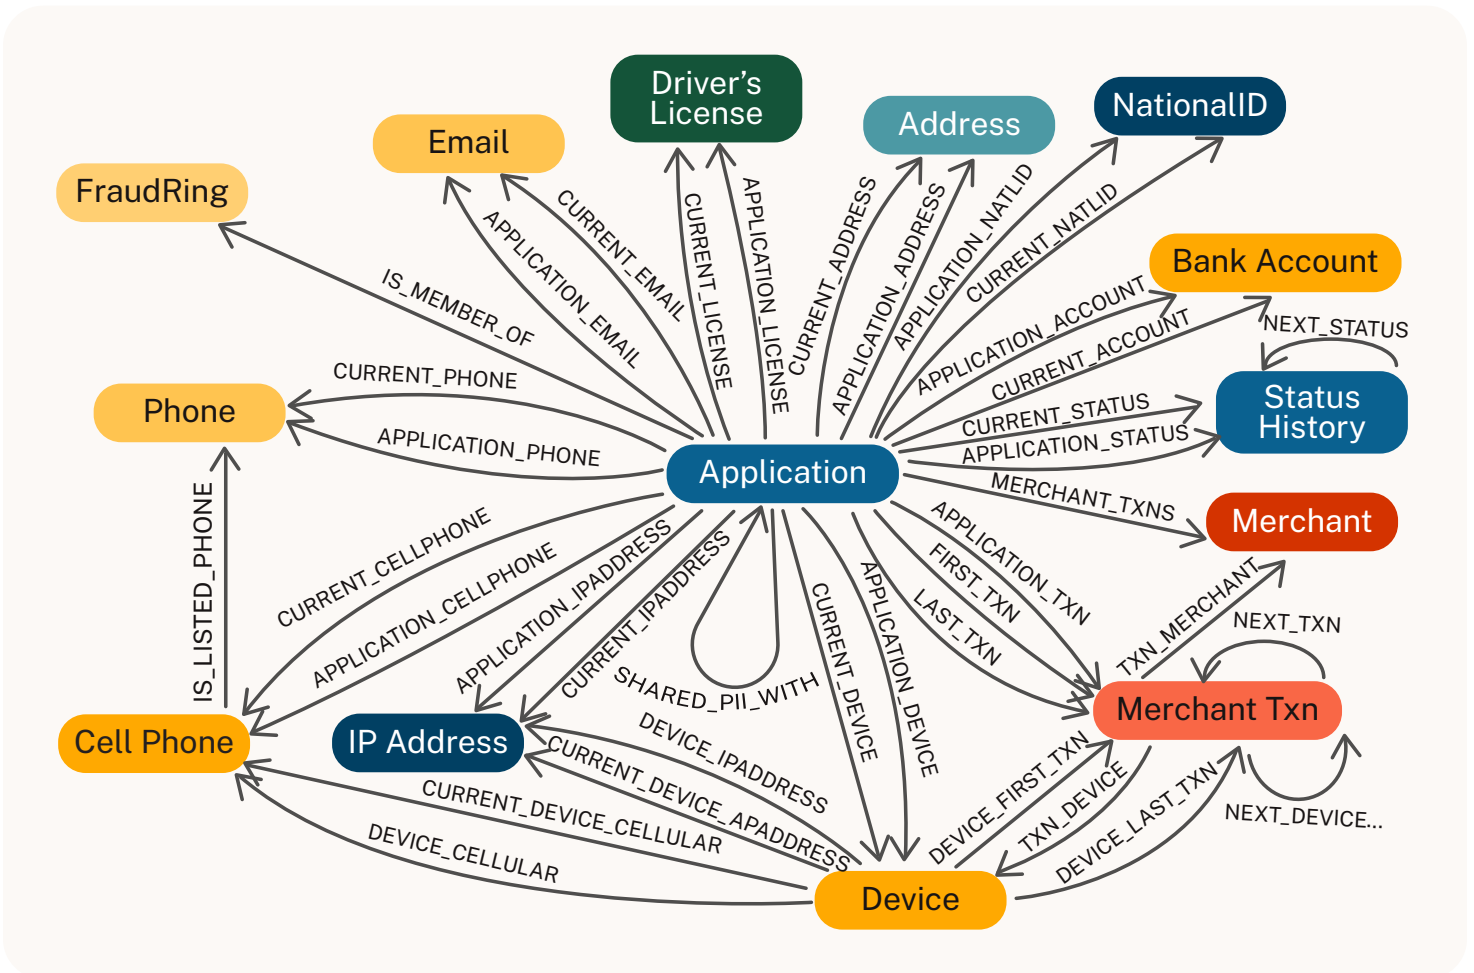 Driver's
License
NationalID
Address
Email
FraudRing
CURRENT_EMAIL
APPLICATION_EMAIL
CURRENT_LICENSE
APPLICATION_LICENSE
CURRENT_ADDRESS
APPLICATION_ADDRESS
APPLICATION_NATLID
CURRENT_NATLID
Bank Account
IS_MEMBER_OF
APPLICATION_ACCOUNT
CURRENT_ACCOUNT
NEXT_STATUS
CURRENT_PHONE
Phone
APPLICATION_PHONE
CURRENT_STATUS
APPLICATION_STATUS
Status
History
Application
MERCHANT_TXNS
Merchant
IS_LISTED_PHONE
CURRENT_CELLPHONE
APPLICATION_CELLPHONE
APPLICATION_IPADDRESS
CURRENT_IPADDRESS
SHARED_PII_WITH
CURRENT_DEVICE
APPLICATION_DEVICE
APPLICATION_TXN
FIRST_TXN
LAST_TXN
TXN_MERCHANT
NEXT_TXN
Merchant Txn
Cell Phone
IP Address
DEVICE_IPADDRESS
CURRENT_DEVICE_APADDRESS
CURRENT_DEVICE_CELLULAR
DEVICE_CELLULAR
DEVICE_FIRST_TXN
TXN_DEVICE
DEVICE_LAST_TXN
NEXT_DEVICE...
Device